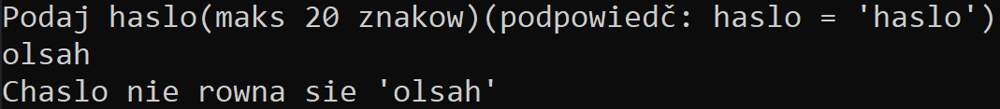 Podaj haslo(maks 20 znakow)(podpowiedč: haslo = 'haslo')
olsah
Chaslo nie rowna sie 'olsah'